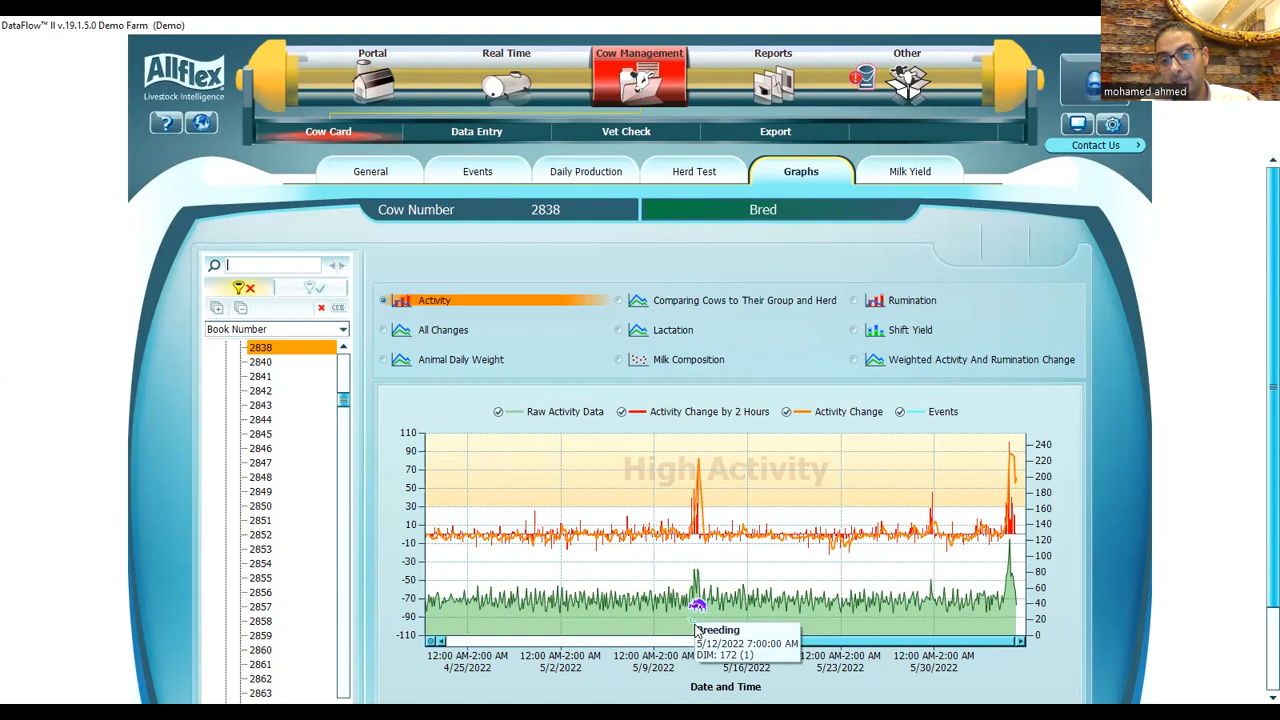 DataFlow™ II v.19.1.5.0 Demo Farm (Demo)
Allflex
Livestock Intelligence
Portal
Real Time
Cow Management
Reports
Other
mohamed ahmed
Cow Card
Data Entry
Vet Check
Export
Contact Us
General
Events
Daily Production
Herd Test
Graphs
Milk Yield
Cow Number 2838 Bred
CCG
Book Number
2838
2840
2841
2842
2843
2844
2845
2846
2847
2848
2849
2850
2851
2852
2853
2854
2855
2856
2857
2858
2859
2860
2861
2862
2863
Activity
Comparing Cows to Their Group and Herd
Rumination
All Changes
Lactation
Shift Yield
Animal Daily Weight
Milk Composition
Weighted Activity And Rumination Change
Raw Activity Data
Activity Change by 2 Hours
Activity Change
Events
High Activity
110
90
70
50
30
10
-10
-30
-50
-70
-90
-110
240
220
200
180
160
140
120
100
80
60
40
20
0
Breeding
5/12/2022 7:00:00 AM
DIM: 172 (1)
12:00 AM-2:00 AM
4/25/2022
12:00 AM-2:00 AM
5/2/2022
12:00 AM-2:00 AM
5/9/2022
12:00 AM-2:00 AM
5/16/2022
12:00 AM-2:00 AM
5/23/2022
12:00 AM-2:00 AM
5/30/2022
Date and Time